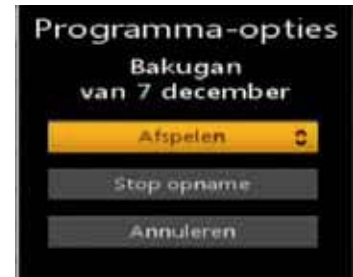 Programma-opties
Bakugan
van 7 december
Afspelen
Stop opname
Annuleren